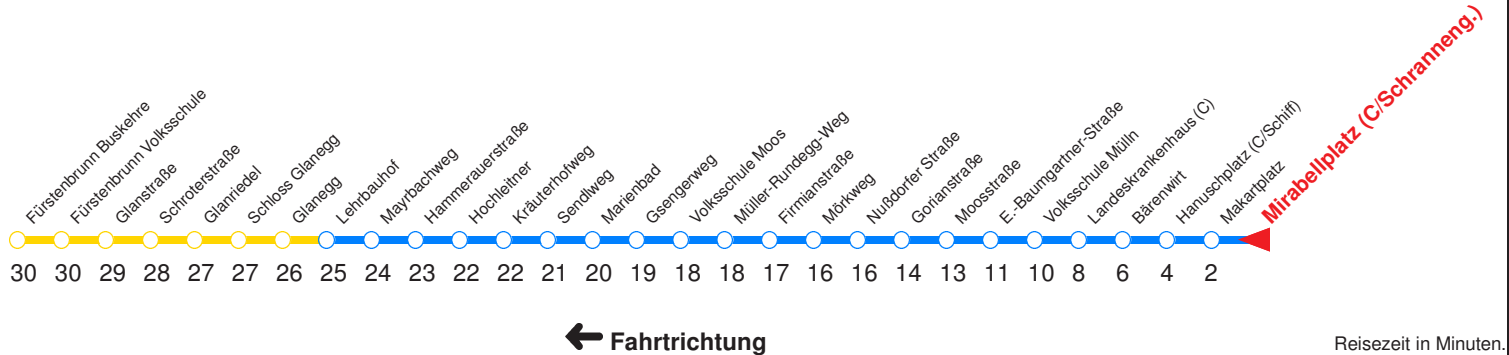 Fürstenbrunn Buskehre
Fürstenbrunn Volksschule
Glanstraße
Schroterstraße
Glanriedel
Schloss Glanegg
Glanegg
Lehrbauhof
Mayrbachweg
Hammerauerstraße
Hochleitner
Kräuterhofweg
Sendlweg
Marienbad
Gsengerweg
Volksschule Moos
Müller-Rundegg-Weg
Firmianstraße
Mörkweg
Nußdorfer Straße
Gorianstraße
Moosstraße
E.-Baumgartner-Straße
Volksschule Mülln
Landeskrankenhaus (C)
Bärenwirt
Hanuschplatz (C/Schiff)
Makartplatz
Mirabellplatz (C/Schranneng.)
30 30 29 28 27 27 26 25 24 23 22 22 21 20 19 18 18 17 16 16 14 13 11 10 8 6 4 2
Fahrtrichtung
Reisezeit in Minuten.